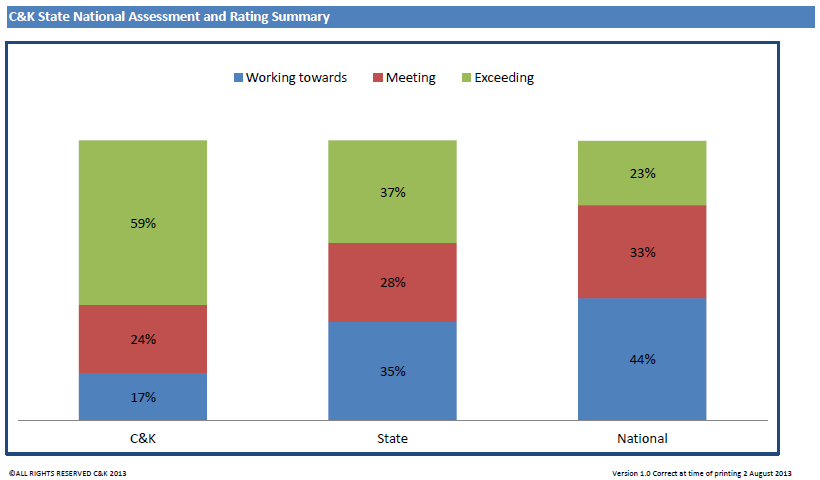 C&K State National Assessment and Rating Summary
Working towards Meeting Exceeding
59%
24%
17%
37%
28%
35%
23%
33%
44%
C&K State National
©ALL RIGHTS RESERVED C&K 2013 Version 1.0 Correct at time of printing 2 August 2013